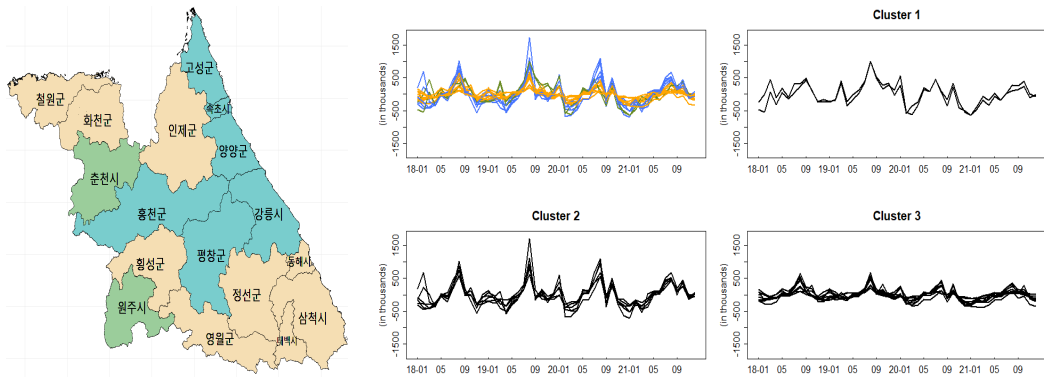 고성군
속초시
철원군
화천군
인제군
양양군
춘천시
홍천군
강릉시
평창군
횡성군
동해시
정선군
원주시
삼척시
영월군
태백시
(in thousands)
1500
500
-500
-1500
18-01 05 09 19-01 05 09 20-01 05 09 21-01 05 09
Cluster 1
(in thousands)
1500
500
-500
-1500
18-01 05 09 19-01 05 09 20-01 05 09 21-01 05 09
Cluster 2
(in thousands)
1500
500
-500
-1500
18-01 05 09 19-01 05 09 20-01 05 09 21-01 05 09
Cluster 3
(in thousands)
1500
500
-500
-1500
18-01 05 09 19-01 05 09 20-01 05 09 21-01 05 09